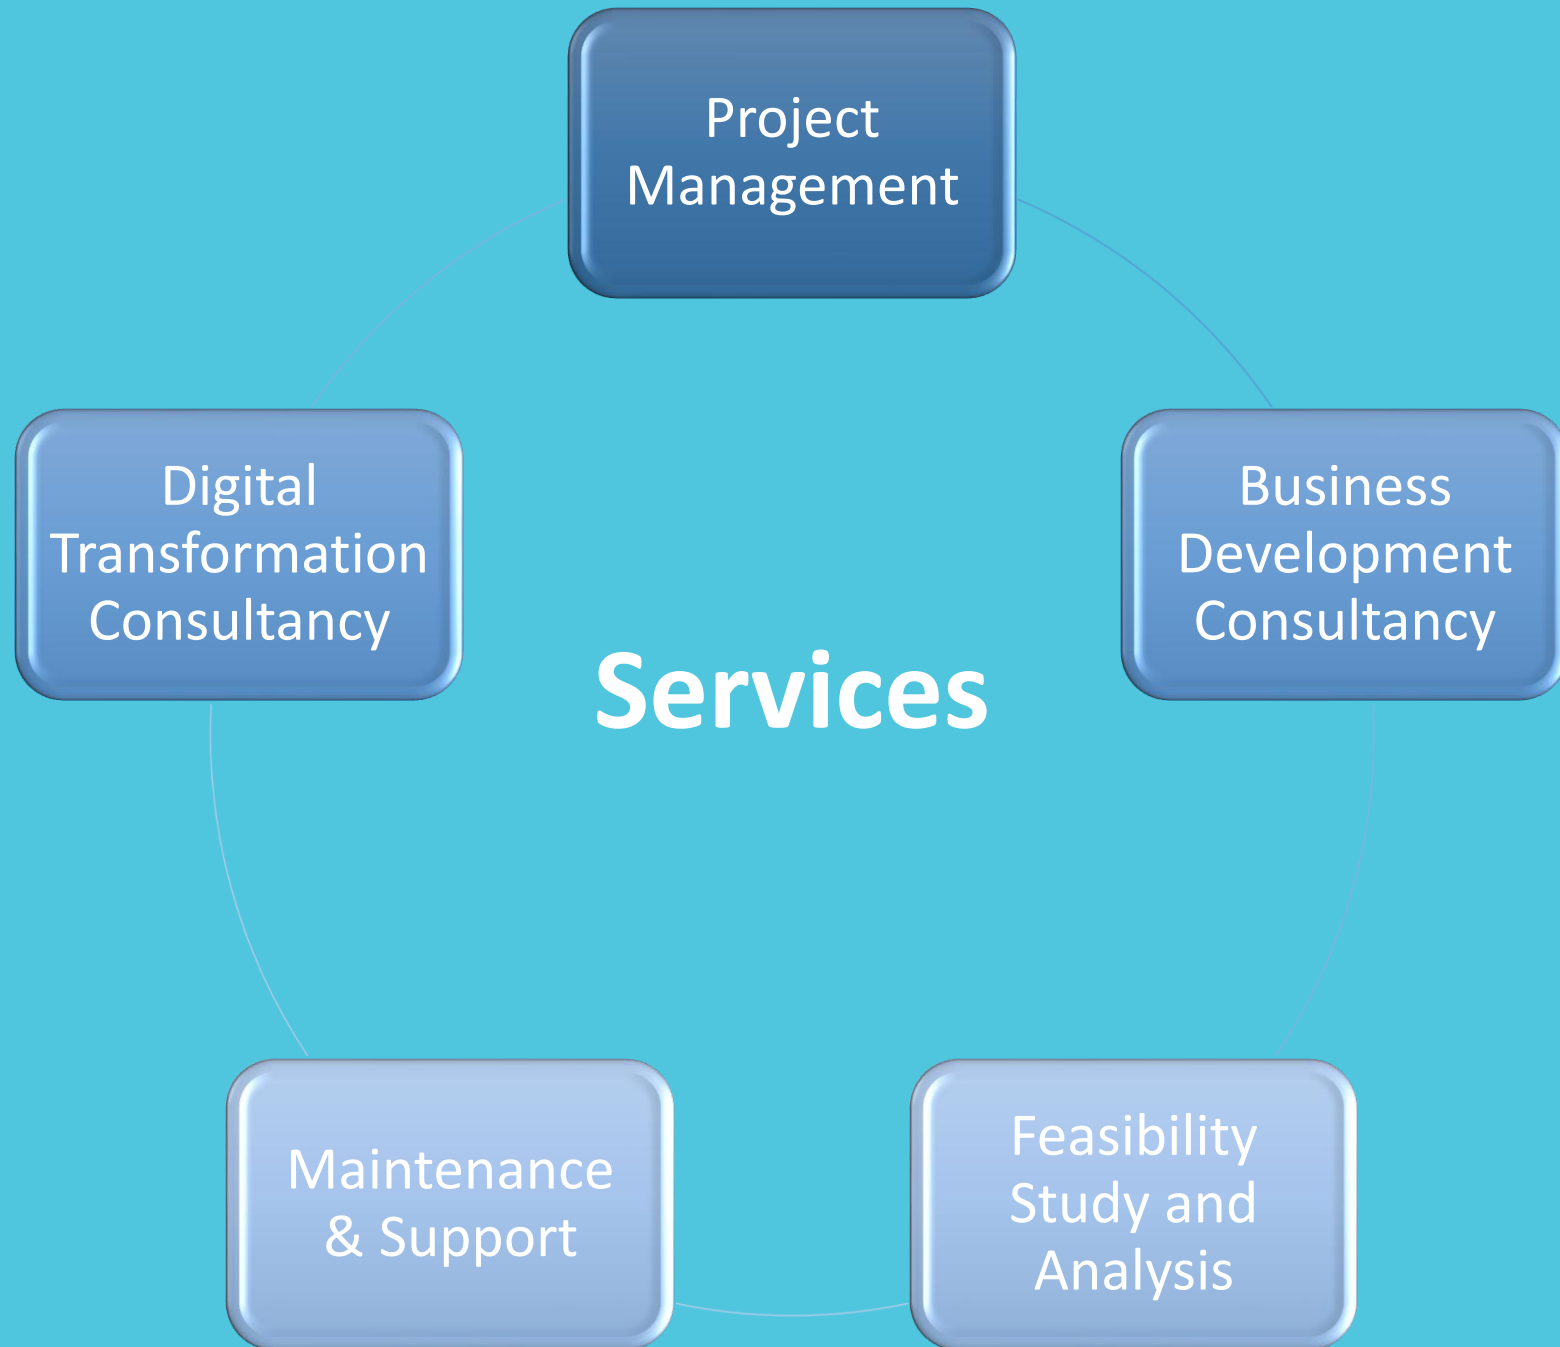 Project
Management
Digital
Transformation
Consultancy
Business
Development
Consultancy
Services
Maintenance
& Support
Feasibility
Study and
Analysis